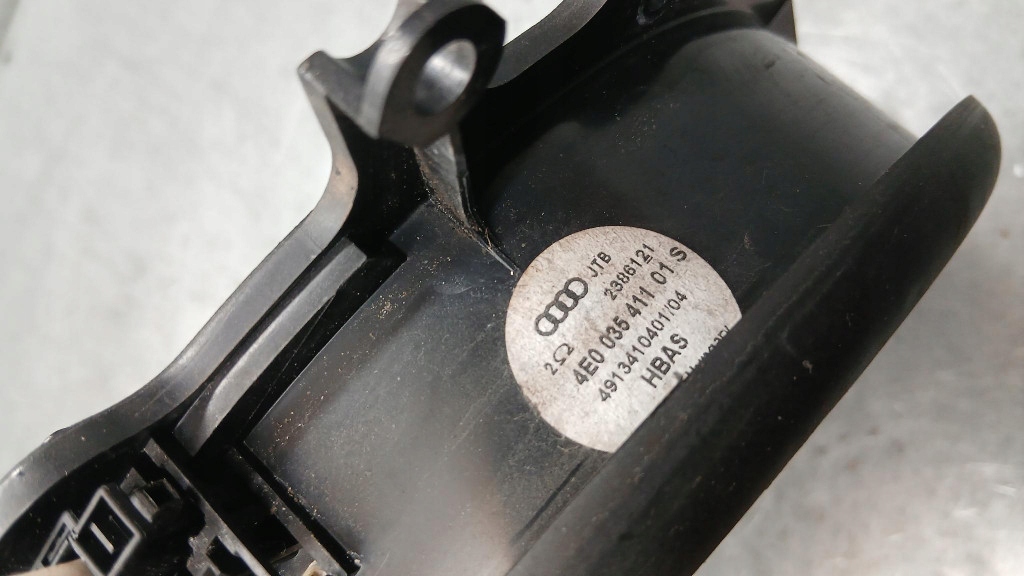 JTB
2386121
2Ω
4E0 035 411 01 S
4913410401/04
HBAS